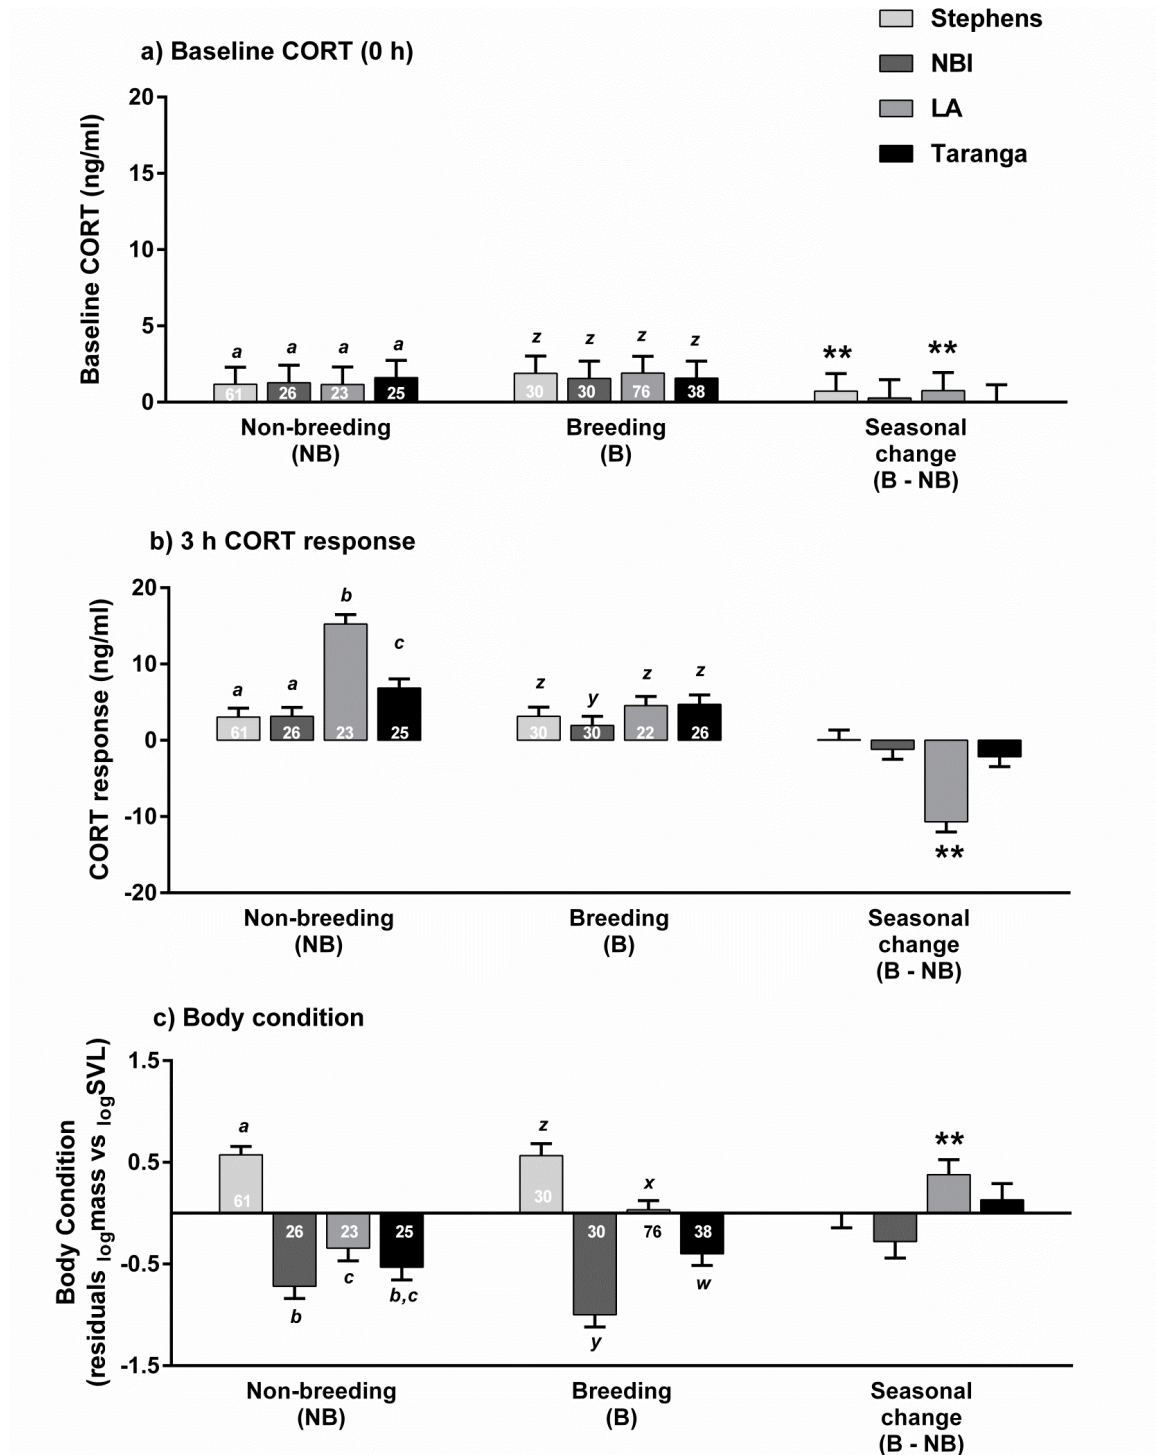 Stephens
NBI
LA
Taranga
a) Baseline CORT (0 h)
Baseline CORT (ng/ml)
20
15
10
5
0
a a a a
z z z z
** **
61 26 23 25
30 30 76 38
Non-breeding
(NB)
Breeding
(B)
Seasonal
change
(B - NB)
b) 3 h CORT response
CORT response (ng/ml)
20
10
0
-10
-20
a a b c
z y z z
61 26 23 25
30 30 22 26
**
Non-breeding
(NB)
Breeding
(B)
Seasonal
change
(B - NB)
c) Body condition
Body Condition
(residuals logmass vs logSVL)
1.5
0.5
-0.5
-1.5
a
z
x
**
61 26 23 25
30 30 76 38
b c b,c
y w
Non-breeding
(NB)
Breeding
(B)
Seasonal
change
(B - NB)